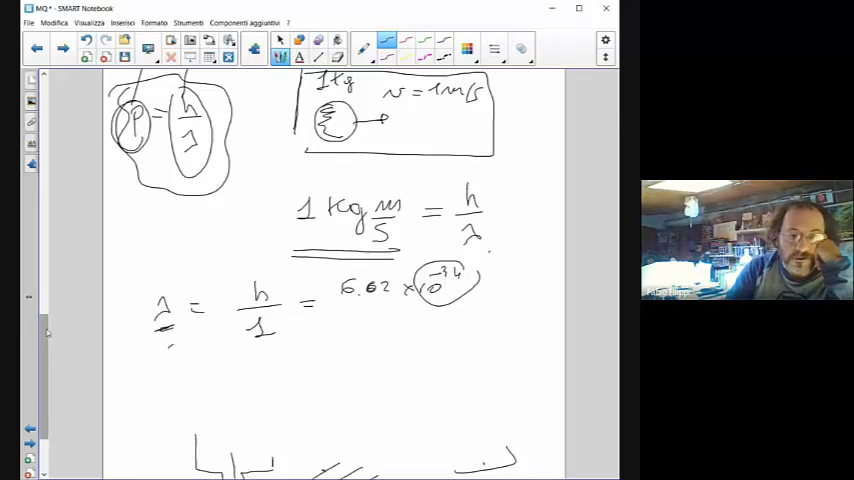 MQ* - SMART Notebook
File Modifica Visualizza Inserisci Formato Strumenti Componenti aggiuntivi ?
1 Kg v = 1m/s
P = h/λ
1 Kg m/s = h/λ
λ = h/1 = 6.62 × 10⁻³⁴